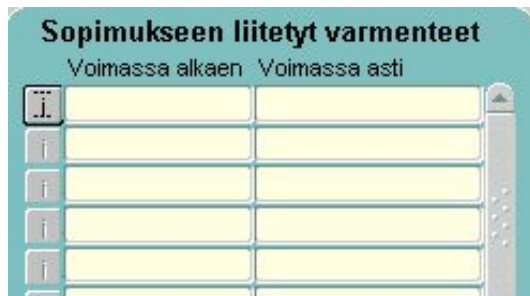 Sopimukseen liitetyt varmenteet
Voimassa alkaen Voimassa asti
i
i
i
i
i